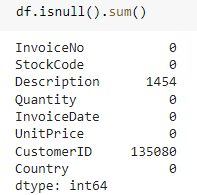 df.isnull().sum()
InvoiceNo 0
StockCode 0
Description 1454
Quantity 0
InvoiceDate 0
UnitPrice 0
CustomerID 135080
Country 0
dtype: int64